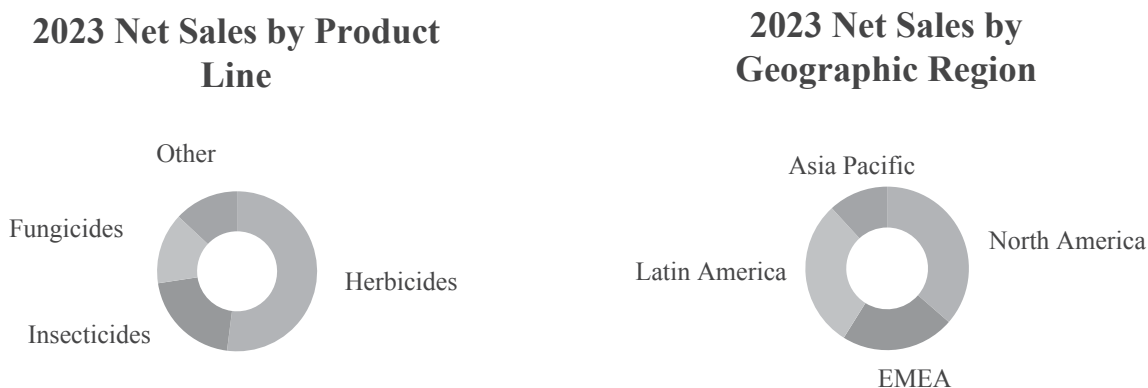 2023 Net Sales by Product
Line
Other
Fungicides
Herbicides
Insecticides
2023 Net Sales by
Geographic Region
Asia Pacific
North America
Latin America
EMEA